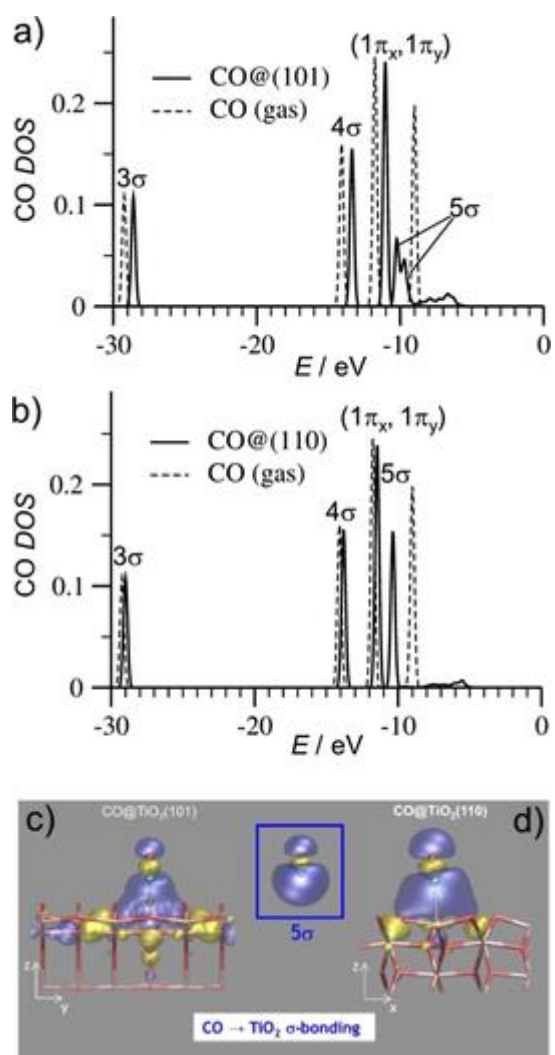 a)
(1πx, 1πy)
CO@(101)
CO (gas)
3σ
4σ
5σ
CO DOS
0.2
0.1
0
-30
-20
-10
0
E / eV
b)
(1πx, 1πy)
CO@(110)
CO (gas)
5σ
4σ
3σ
CO DOS
0.2
0.1
0
-30
-20
-10
0
E / eV
c)
CO@TiO2(101)
CO@TiO2(110)
d)
5σ
z
y
z
x
CO → TiO2 σ-bonding